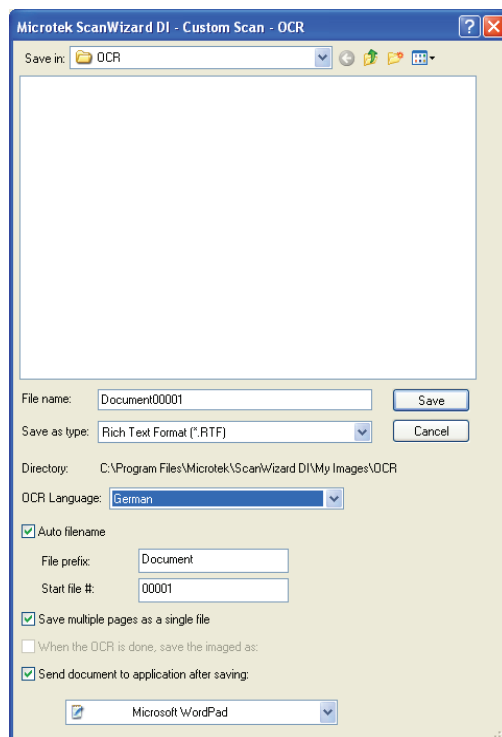 Microtek ScanWizard DI - Custom Scan - OCR
Save in: OCR
File name: Document00001 Save
Save as type: Rich Text Format (*.RTF) Cancel
Directory: C:\Program Files\Microtek\ScanWizard DI\My Images\OCR
OCR Language: German
Auto filename
File prefix: Document
Start file #: 00001
Save multiple pages as a single file
When the OCR is done, save the imaged as:
Send document to application after saving:
Microsoft WordPad